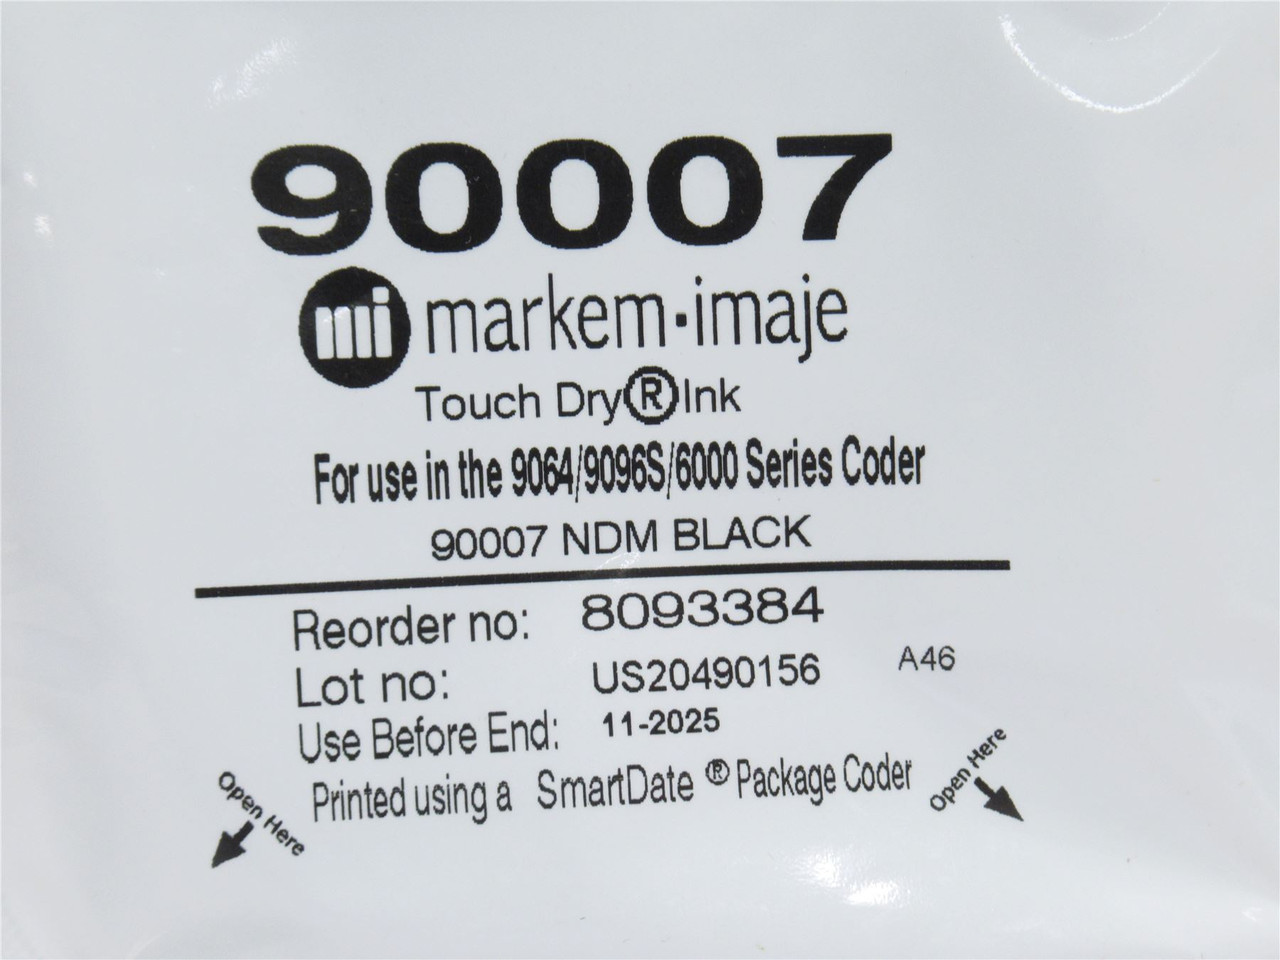 90007
mi markem·imaje
Touch Dry® Ink
For use in the 9064/9096S/6000 Series Coder
90007 NDM BLACK
Reorder no: 8093384
Lot no: US20490156 A46
Use Before End: 11-2025
Printed using a SmartDate® Package Coder
Open Here
Open Here